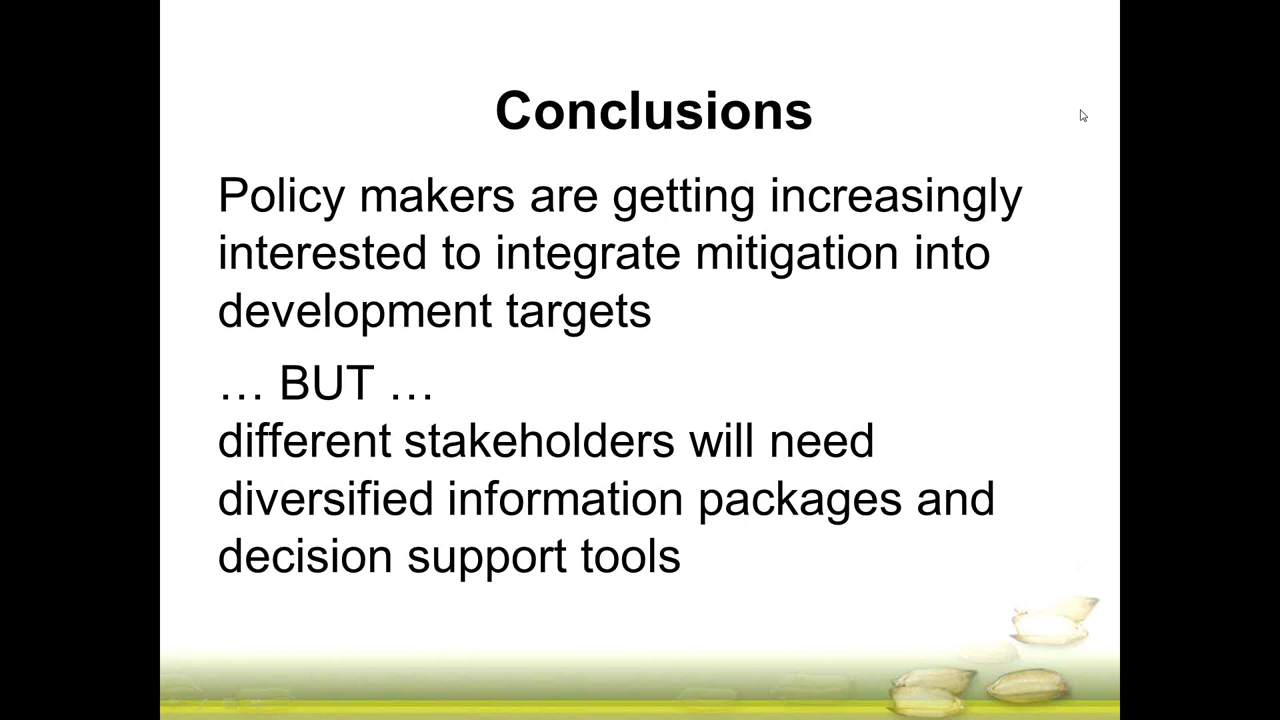 Conclusions
Policy makers are getting increasingly
interested to integrate mitigation into
development targets
… BUT …
different stakeholders will need
diversified information packages and
decision support tools